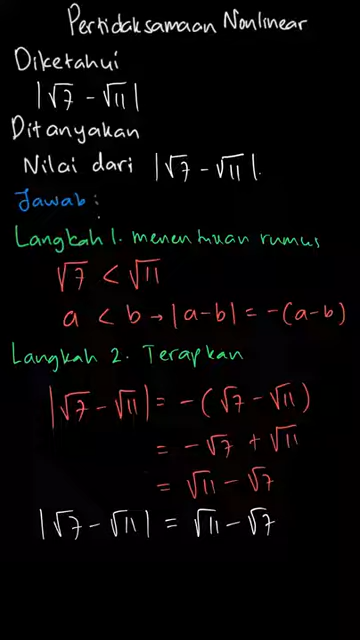 Pertidaksamaan Nonlinear
Diketahui
|√7 - √11|
Ditanyakan
Nilai dari |√7 - √11|.
Jawab :
Langkah 1. menentukan rumus
√7 < √11
a < b → |a-b| = -(a-b)
Langkah 2. Terapkan
|√7 - √11| = -(√7 - √11)
= -√7 + √11
= √11 - √7
|√7 - √11| = √11 - √7